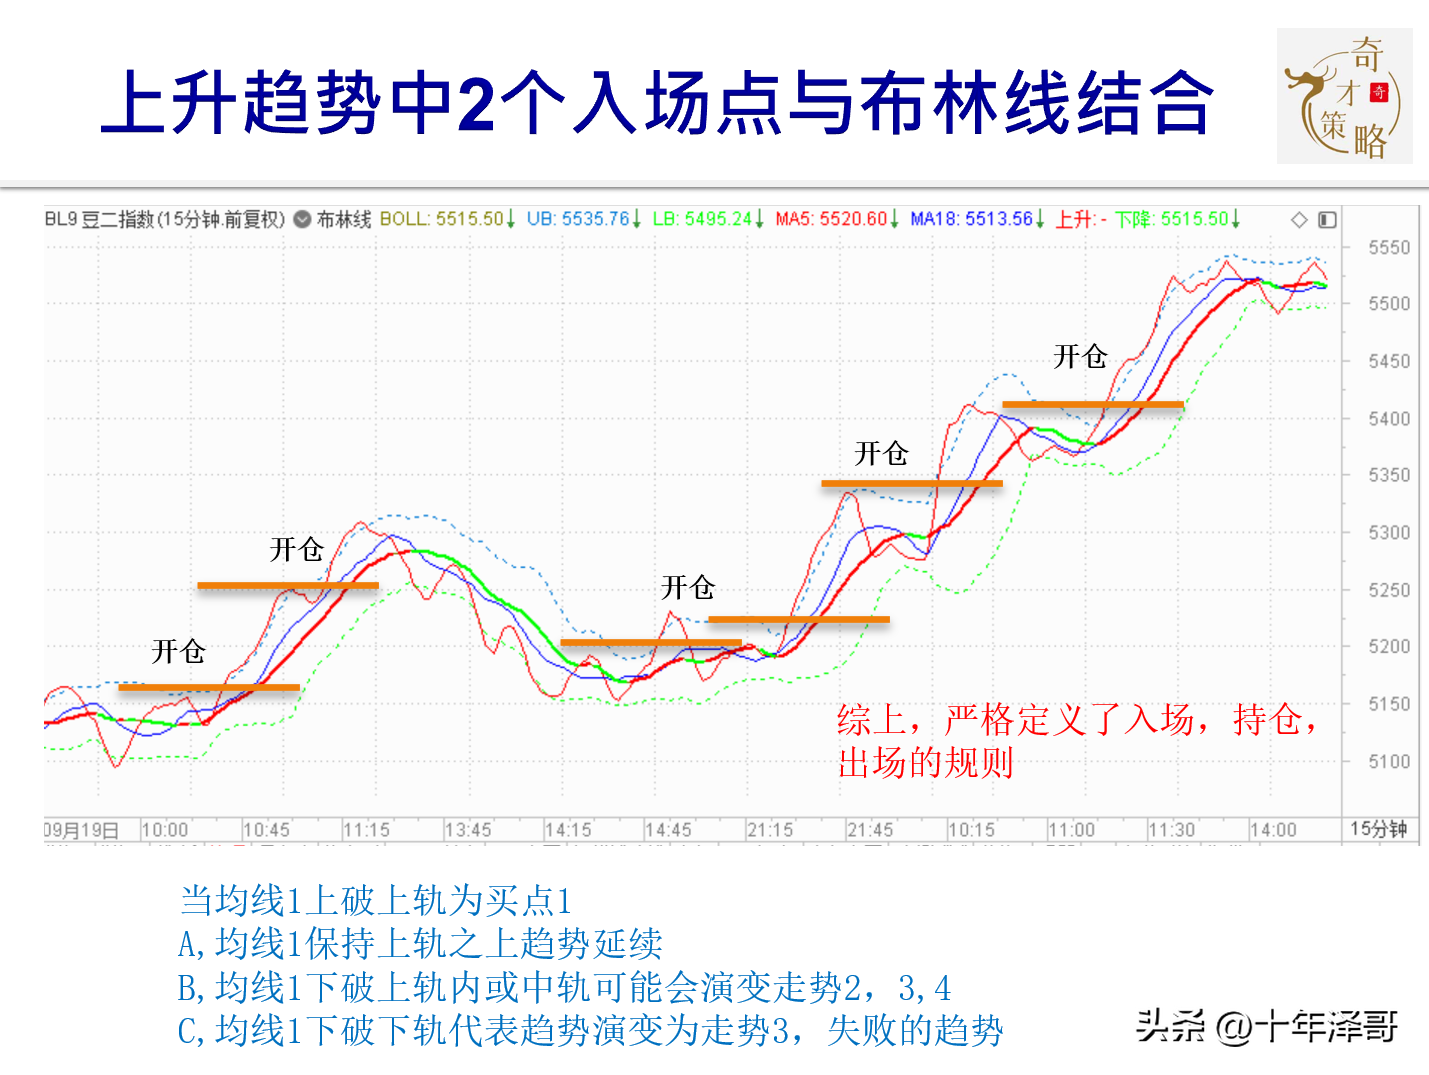 上升趋势中2个入场点与布林线结合
奇
才 奇
策
略
BL9 豆二指数(15分钟.前复权) 布林线 BOLL: 5515.50↓ UB: 5535.76↓ LB: 5495.24↓ MA5: 5520.60↓ MA18: 5513.56↓ 上升: - 下降: 5515.50↓
5550
5500
5450
开仓
5400
开仓
5350
5300
开仓
5250
开仓
5200
开仓
5150
综上，严格定义了入场，持仓，
出场的规则
5100
09月19日 10:00 10:45 11:15 13:45 14:15 14:45 21:15 21:45 10:15 11:00 11:30 14:00 15分钟
当均线1上破上轨为买点1
A,均线1保持上轨之上趋势延续
B,均线1下破上轨内或中轨可能会演变走势2，3,4
C,均线1下破下轨代表趋势演变为走势3，失败的趋势
头条 @十年泽哥